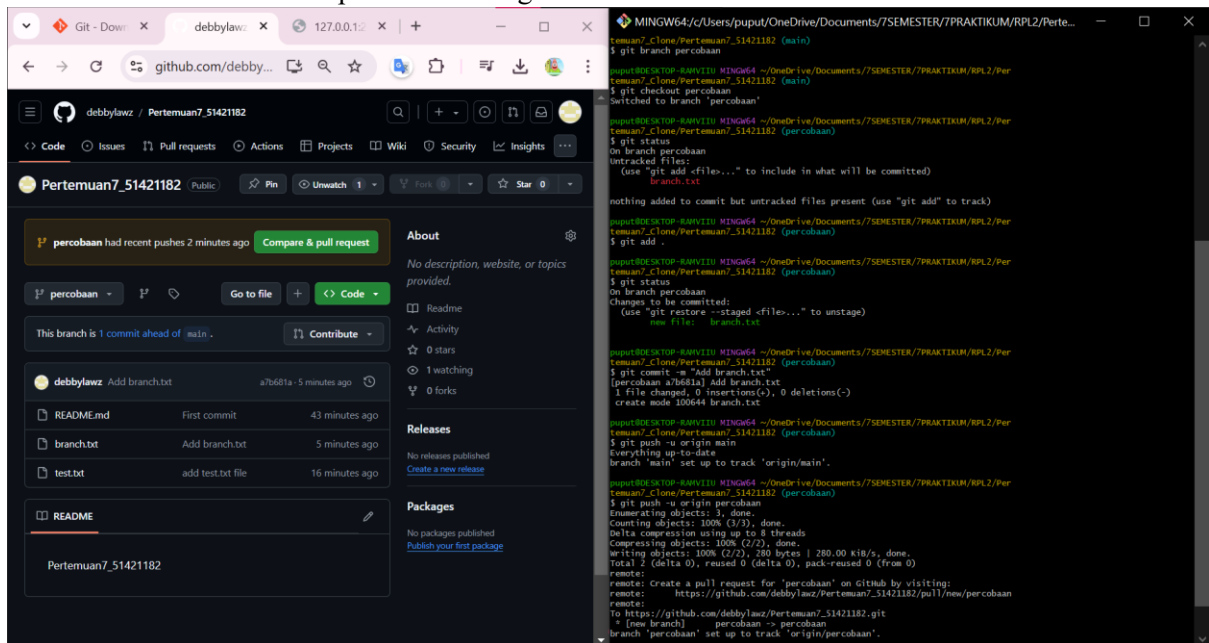 Git - Dow
debbylaw
127.0.0.1:2
github.com/debby...
debbylawz / Pertemuan7_51421182
Code Issues Pull requests Actions Projects Wiki Security Insights
Pertemuan7_51421182 Public Pin Unwatch 1 Fork 0 Star 0
percobaan had recent pushes 2 minutes ago Compare & pull request
percobaan Go to file Code
This branch is 1 commit ahead of main . Contribute
debbylawz Add branch.txt a7b681a · 5 minutes ago
README.md First commit 43 minutes ago
branch.txt Add branch.txt 5 minutes ago
test.txt add test.txt file 16 minutes ago
README
Pertemuan7_51421182
About
No description, website, or topics
provided.
Readme
Activity
0 stars
1 watching
0 forks
Releases
No releases published
Create a new release
Packages
No packages published
Publish your first package
MINGW64:/c/Users/puput/OneDrive/Documents/7SEMESTER/7PRAKTIKUM/RPL2/Perte...
temuan7_Clone/Pertemuan7_51421182 (main)
$ git branch percobaan
puput@DESKTOP-RAMVIIU MINGW64 ~/OneDrive/Documents/7SEMESTER/7PRAKTIKUM/RPL2/Per
temuan7_Clone/Pertemuan7_51421182 (main)
$ git checkout percobaan
Switched to branch 'percobaan'
puput@DESKTOP-RAMVIIU MINGW64 ~/OneDrive/Documents/7SEMESTER/7PRAKTIKUM/RPL2/Per
temuan7_Clone/Pertemuan7_51421182 (percobaan)
$ git status
On branch percobaan
Untracked files:
(use "git add <file>..." to include in what will be committed)
branch.txt
nothing added to commit but untracked files present (use "git add" to track)
puput@DESKTOP-RAMVIIU MINGW64 ~/OneDrive/Documents/7SEMESTER/7PRAKTIKUM/RPL2/Per
temuan7_Clone/Pertemuan7_51421182 (percobaan)
$ git add .
puput@DESKTOP-RAMVIIU MINGW64 ~/OneDrive/Documents/7SEMESTER/7PRAKTIKUM/RPL2/Per
temuan7_Clone/Pertemuan7_51421182 (percobaan)
$ git status
On branch percobaan
Changes to be committed:
(use "git restore --staged <file>..." to unstage)
new file: branch.txt
puput@DESKTOP-RAMVIIU MINGW64 ~/OneDrive/Documents/7SEMESTER/7PRAKTIKUM/RPL2/Per
temuan7_Clone/Pertemuan7_51421182 (percobaan)
$ git commit -m "Add branch.txt"
[percobaan a7b681a] Add branch.txt
1 file changed, 0 insertions(+), 0 deletions(-)
create mode 100644 branch.txt
puput@DESKTOP-RAMVIIU MINGW64 ~/OneDrive/Documents/7SEMESTER/7PRAKTIKUM/RPL2/Per
temuan7_Clone/Pertemuan7_51421182 (percobaan)
$ git push -u origin main
Everything up-to-date
branch 'main' set up to track 'origin/main'.
puput@DESKTOP-RAMVIIU MINGW64 ~/OneDrive/Documents/7SEMESTER/7PRAKTIKUM/RPL2/Per
temuan7_Clone/Pertemuan7_51421182 (percobaan)
$ git push -u origin percobaan
Enumerating objects: 3, done.
Counting objects: 100% (3/3), done.
Delta compression using up to 8 threads
Compressing objects: 100% (2/2), done.
Writing objects: 100% (2/2), 280 bytes | 280.00 KiB/s, done.
Total 2 (delta 0), reused 0 (delta 0), pack-reused 0 (from 0)
remote:
remote: Create a pull request for 'percobaan' on GitHub by visiting:
remote: https://github.com/debbylawz/Pertemuan7_51421182/pull/new/percobaan
remote:
To https://github.com/debbylawz/Pertemuan7_51421182.git
* [new branch] percobaan -> percobaan
branch 'percobaan' set up to track 'origin/percobaan'.